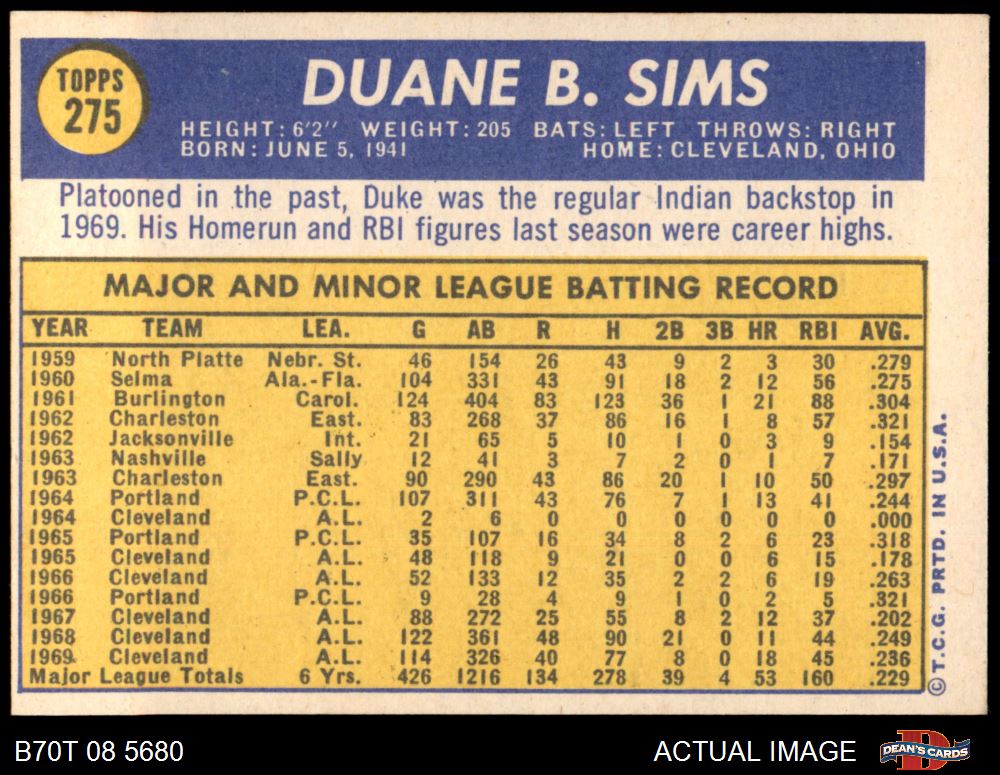 TOPPS
275
DUANE B. SIMS
HEIGHT: 6'2" WEIGHT: 205 BATS: LEFT THROWS: RIGHT
BORN: JUNE 5, 1941 HOME: CLEVELAND, OHIO
Platooned in the past, Duke was the regular Indian backstop in
1969. His Homerun and RBI figures last season were career highs.
MAJOR AND MINOR LEAGUE BATTING RECORD
YEAR TEAM LEA. G AB R H 2B 3B HR RBI AVG.
1959 North Platte Nebr. St. 46 154 26 43 9 2 3 30 .279
1960 Selma Ala.-Fla. 104 331 43 91 18 2 12 56 .275
1961 Burlington Carol. 124 404 83 123 36 1 21 88 .304
1962 Charleston East. 83 268 37 86 16 1 8 57 .321
1962 Jacksonville Int. 21 65 5 10 1 0 3 9 .154
1963 Nashville Sally 12 41 3 7 2 0 1 7 .171
1963 Charleston East. 90 290 43 86 20 1 10 50 .297
1964 Portland P.C.L. 107 311 43 76 7 1 13 41 .244
1964 Cleveland A.L. 2 6 0 0 0 0 0 0 .000
1965 Portland P.C.L. 35 107 16 34 8 2 6 23 .318
1965 Cleveland A.L. 48 118 9 21 0 0 6 15 .178
1966 Cleveland A.L. 52 133 12 35 2 2 6 19 .263
1966 Portland P.C.L. 9 28 4 9 1 0 2 5 .321
1967 Cleveland A.L. 88 272 25 55 8 2 12 37 .202
1968 Cleveland A.L. 122 361 48 90 21 0 11 44 .249
1969 Cleveland A.L. 114 326 40 77 8 0 18 45 .236
Major League Totals 6 Yrs. 426 1216 134 278 39 4 53 160 .229
© T.C.G. PRTD. IN U.S.A.
B70T 08 5680 ACTUAL IMAGE
D
DEAN'S CARDS